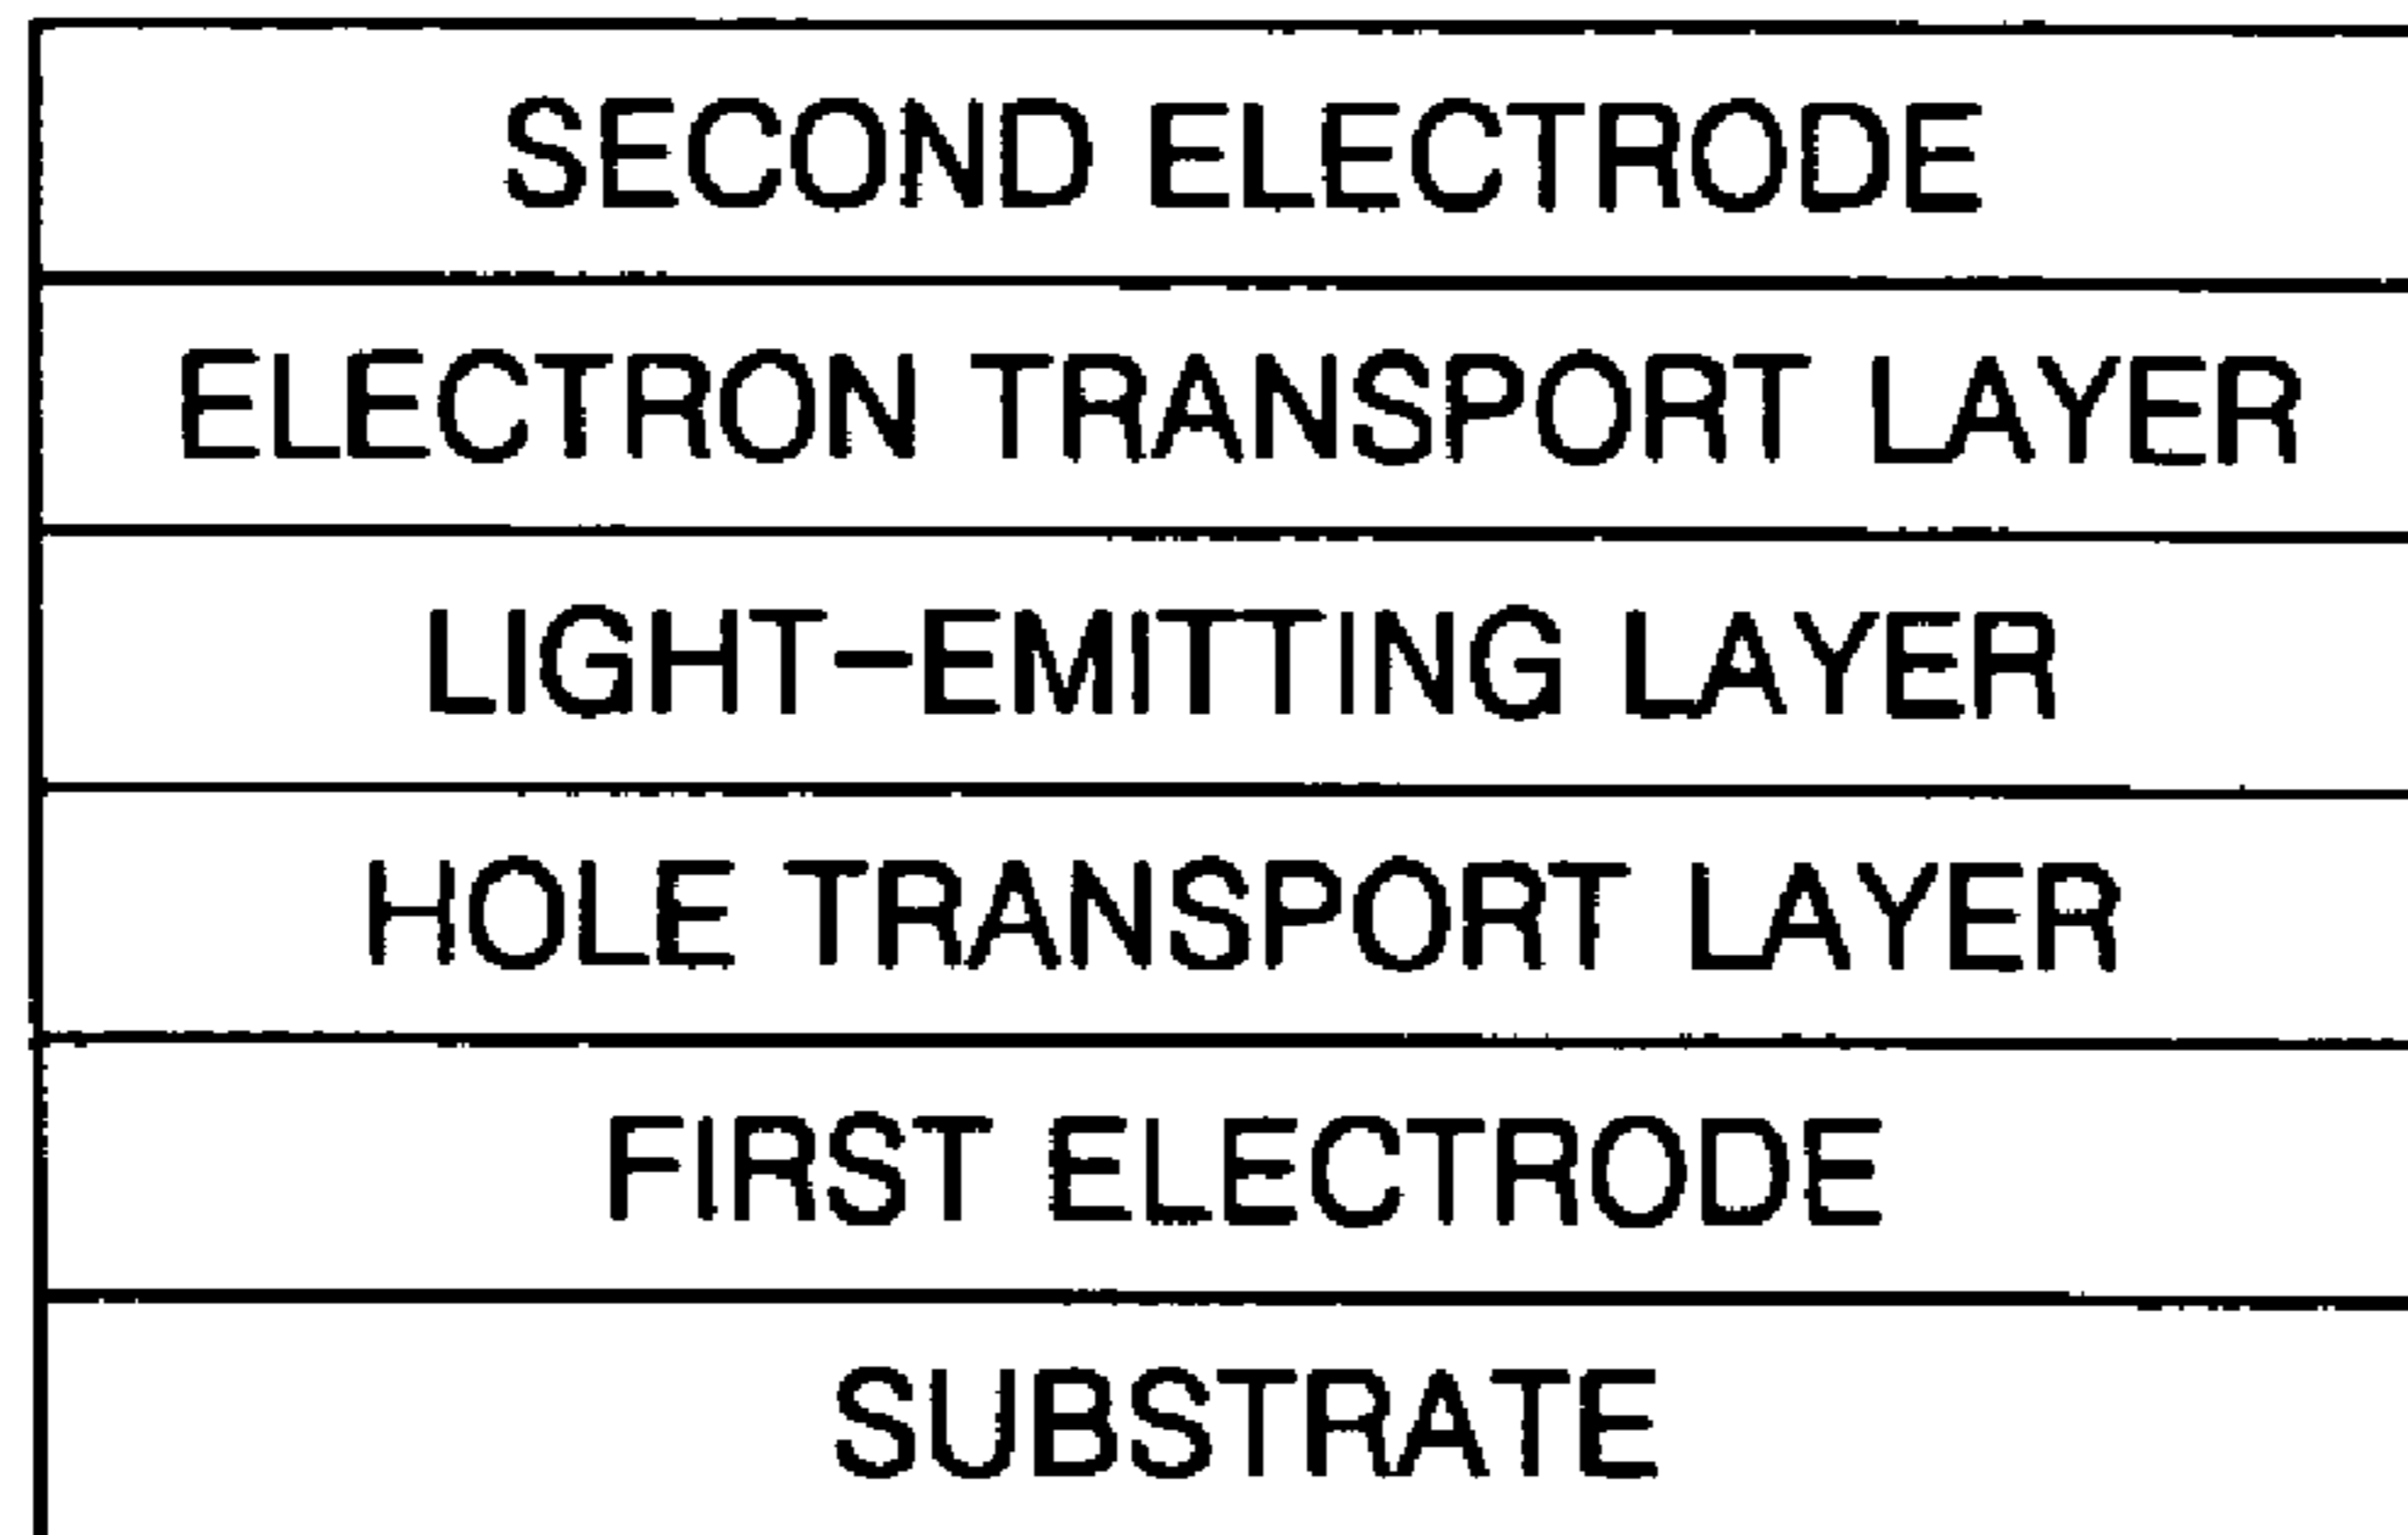 SECOND ELECTRODE
ELECTRON TRANSPORT LAYER
LIGHT-EMITTING LAYER
HOLE TRANSPORT LAYER
FIRST ELECTRODE
SUBSTRATE